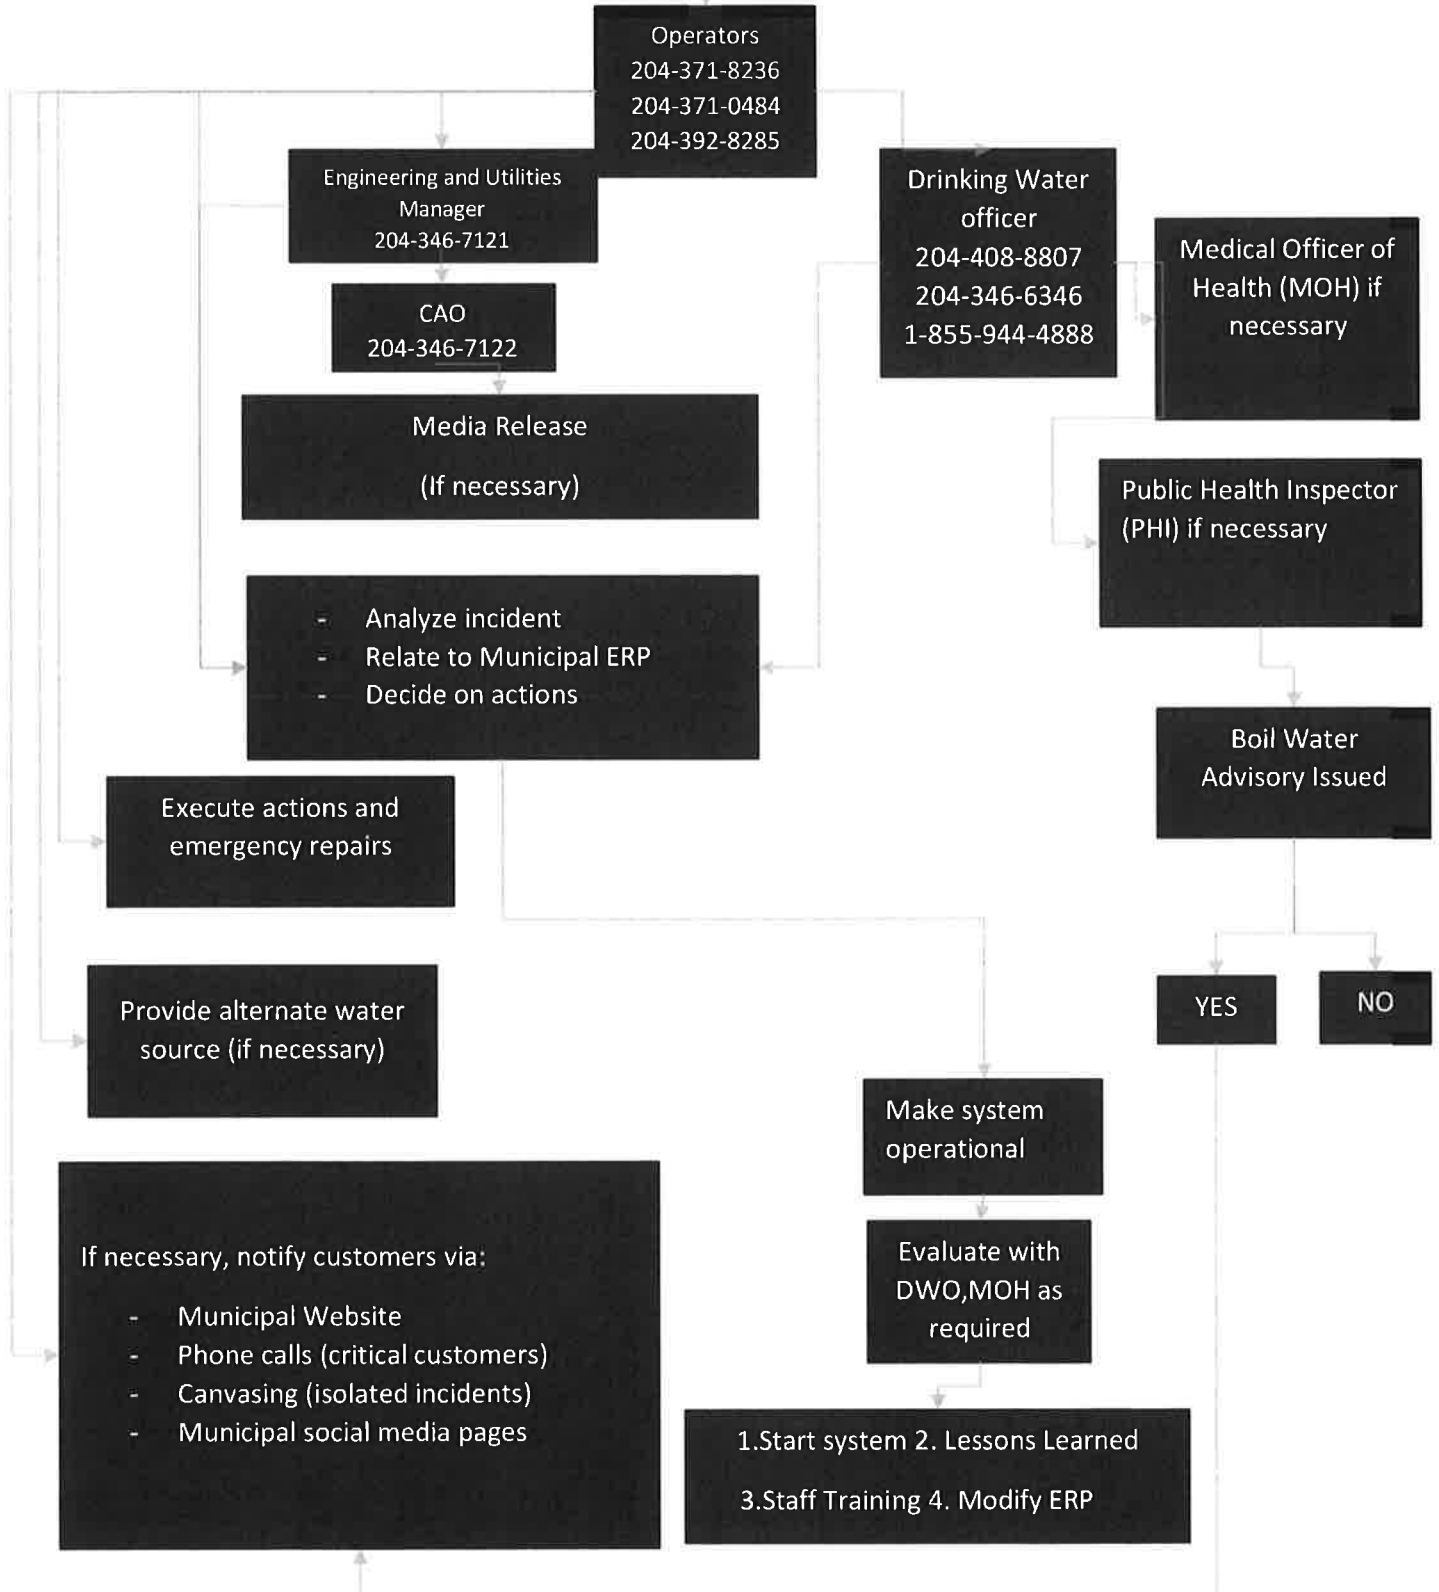 Operators
204-371-8236
204-371-0484
204-392-8285
Engineering and Utilities
Manager
204-346-7121
CAO
204-346-7122
Media Release
(If necessary)
Drinking Water
officer
204-408-8807
204-346-6346
1-855-944-4888
Medical Officer of
Health (MOH) if
necessary
Public Health Inspector
(PHI) if necessary
- Analyze incident
- Relate to Municipal ERP
- Decide on actions
Boil Water
Advisory Issued
Execute actions and
emergency repairs
YES
NO
Provide alternate water
source (if necessary)
Make system
operational
Evaluate with
DWO,MOH as
required
If necessary, notify customers via:
- Municipal Website
- Phone calls (critical customers)
- Canvasing (isolated incidents)
- Municipal social media pages
1.Start system 2. Lessons Learned
3.Staff Training 4. Modify ERP